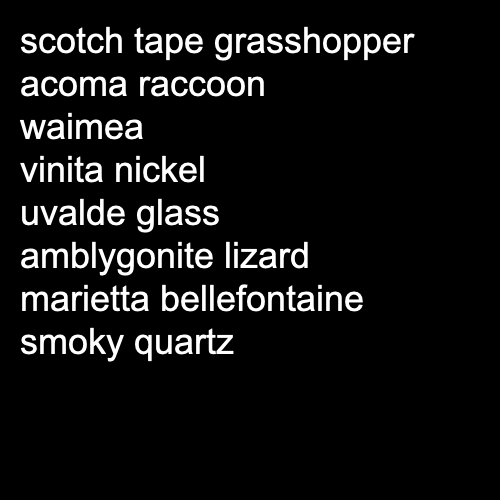 scotch tape grasshopper
acoma raccoon
waimea
vinita nickel
uvalde glass
amblygonite lizard
marietta bellefontaine
smoky quartz